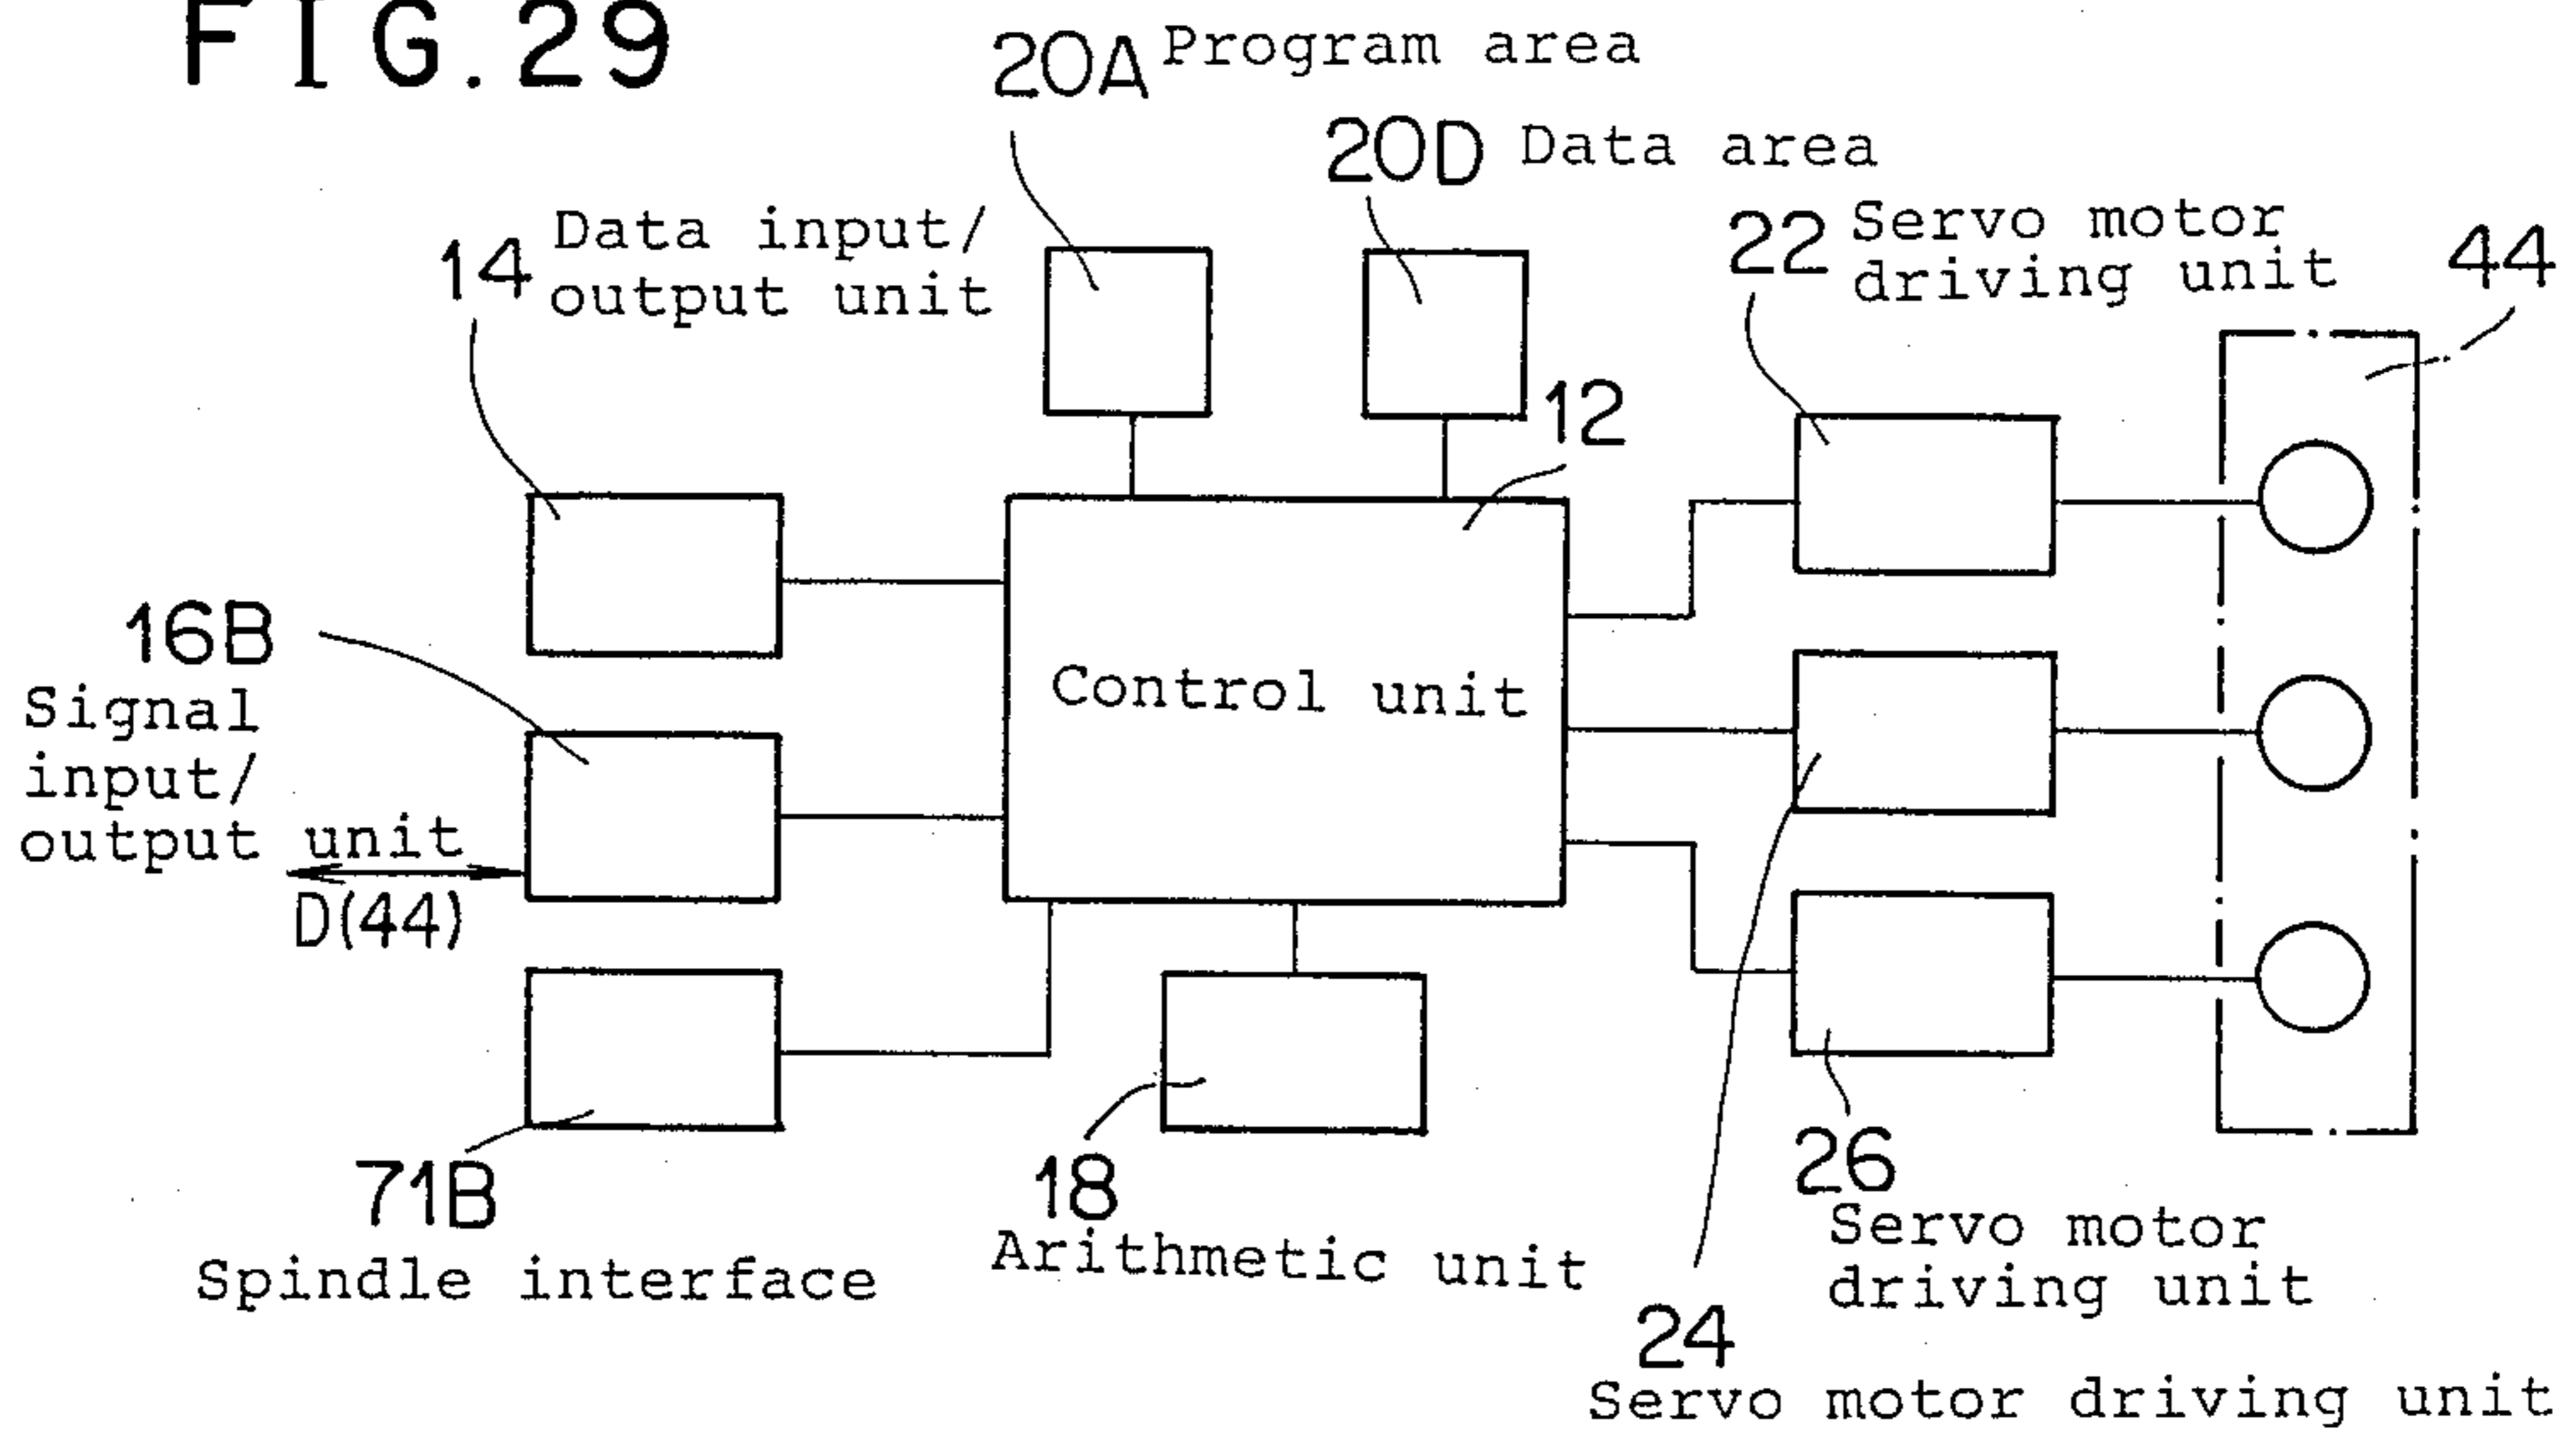 FIG.29
20A Program area
20D Data area
14 Data input/
output unit
22 Servo motor
driving unit
44
12
16B
Signal
input/
output unit
D(44)
Control unit
71B
Spindle interface
18
Arithmetic unit
26
Servo motor
driving unit
24
Servo motor driving unit